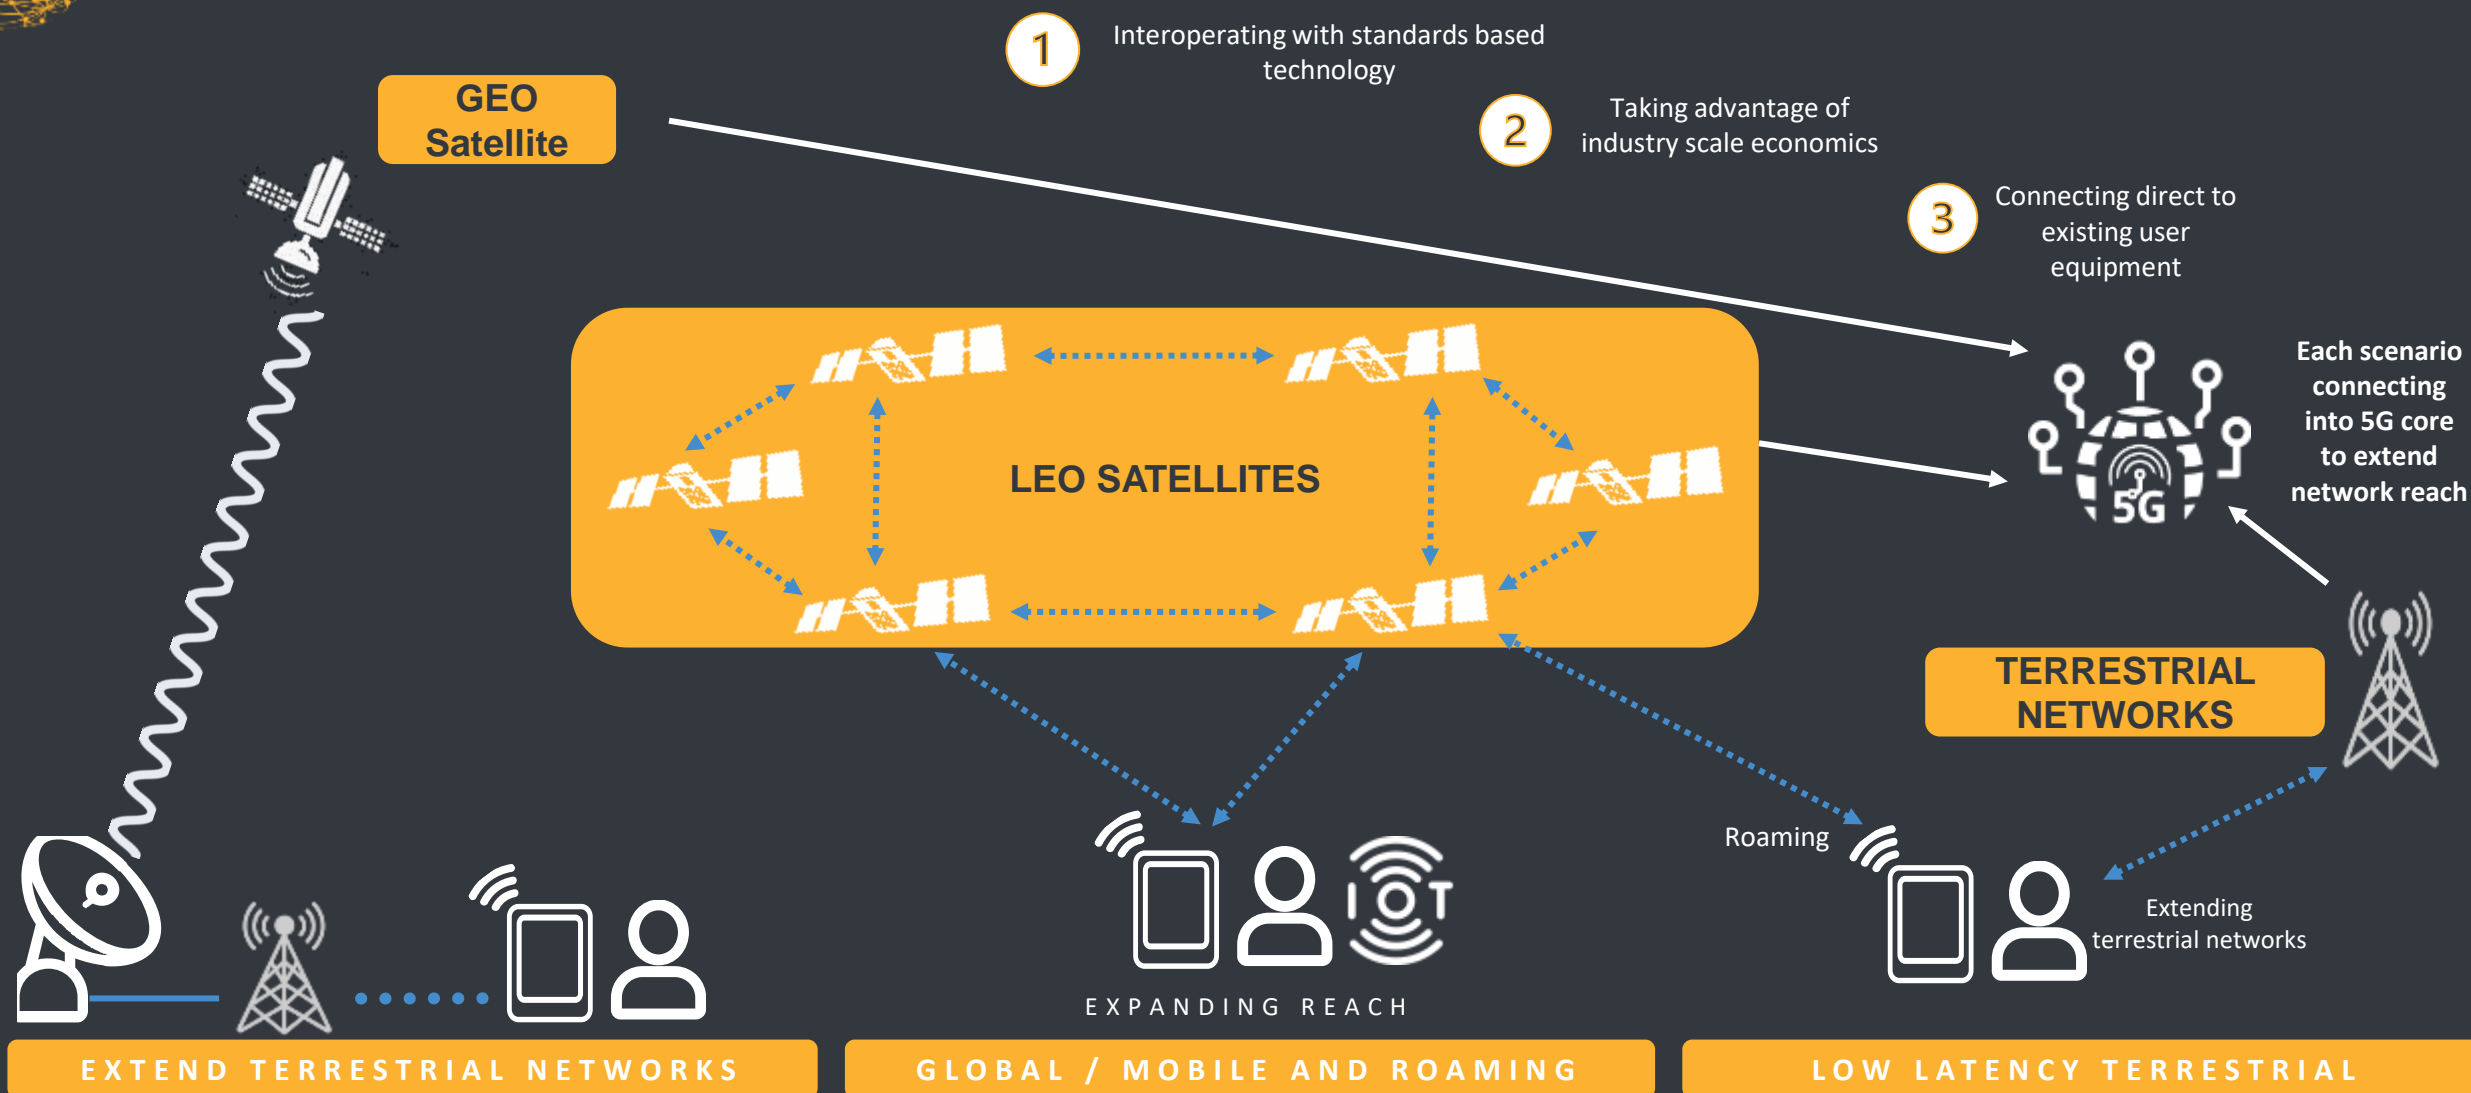 1
Interoperating with standards based
technology
2
Taking advantage of
industry scale economics
3
Connecting direct to
existing user
equipment
GEO
Satellite
LEO SATELLITES
Each scenario
connecting
into 5G core
to extend
network reach
5G
TERRESTRIAL
NETWORKS
Roaming
Extending
terrestrial networks
IOT
EXPANDING REACH
EXTEND TERRESTRIAL NETWORKS
GLOBAL / MOBILE AND ROAMING
LOW LATENCY TERRESTRIAL